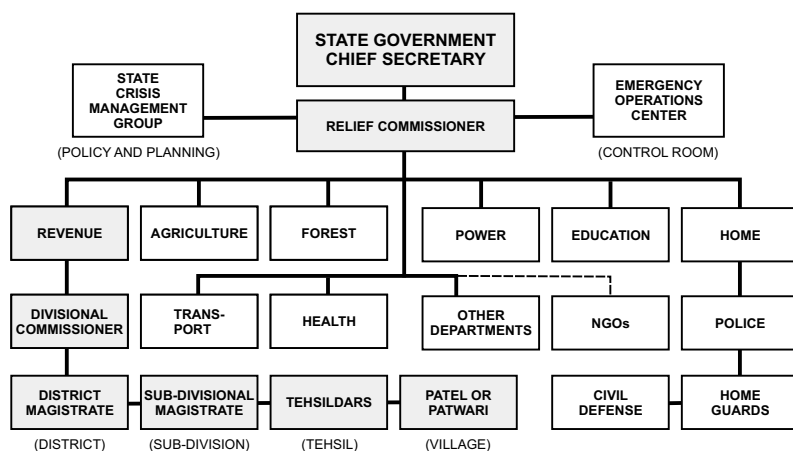 STATE GOVERNMENT
CHIEF SECRETARY
STATE
CRISIS
MANAGEMENT
GROUP
(POLICY AND PLANNING)
RELIEF COMMISSIONER
EMERGENCY
OPERATIONS
CENTER
(CONTROL ROOM)
REVENUE
AGRICULTURE
FOREST
POWER
EDUCATION
HOME
DIVISIONAL
COMMISSIONER
TRANS-
PORT
HEALTH
OTHER
DEPARTMENTS
NGOs
POLICE
DISTRICT
MAGISTRATE
(DISTRICT)
SUB-DIVISIONAL
MAGISTRATE
(SUB-DIVISION)
TEHSILDARS
(TEHSIL)
PATEL OR
PATWARI
(VILLAGE)
CIVIL
DEFENSE
HOME
GUARDS